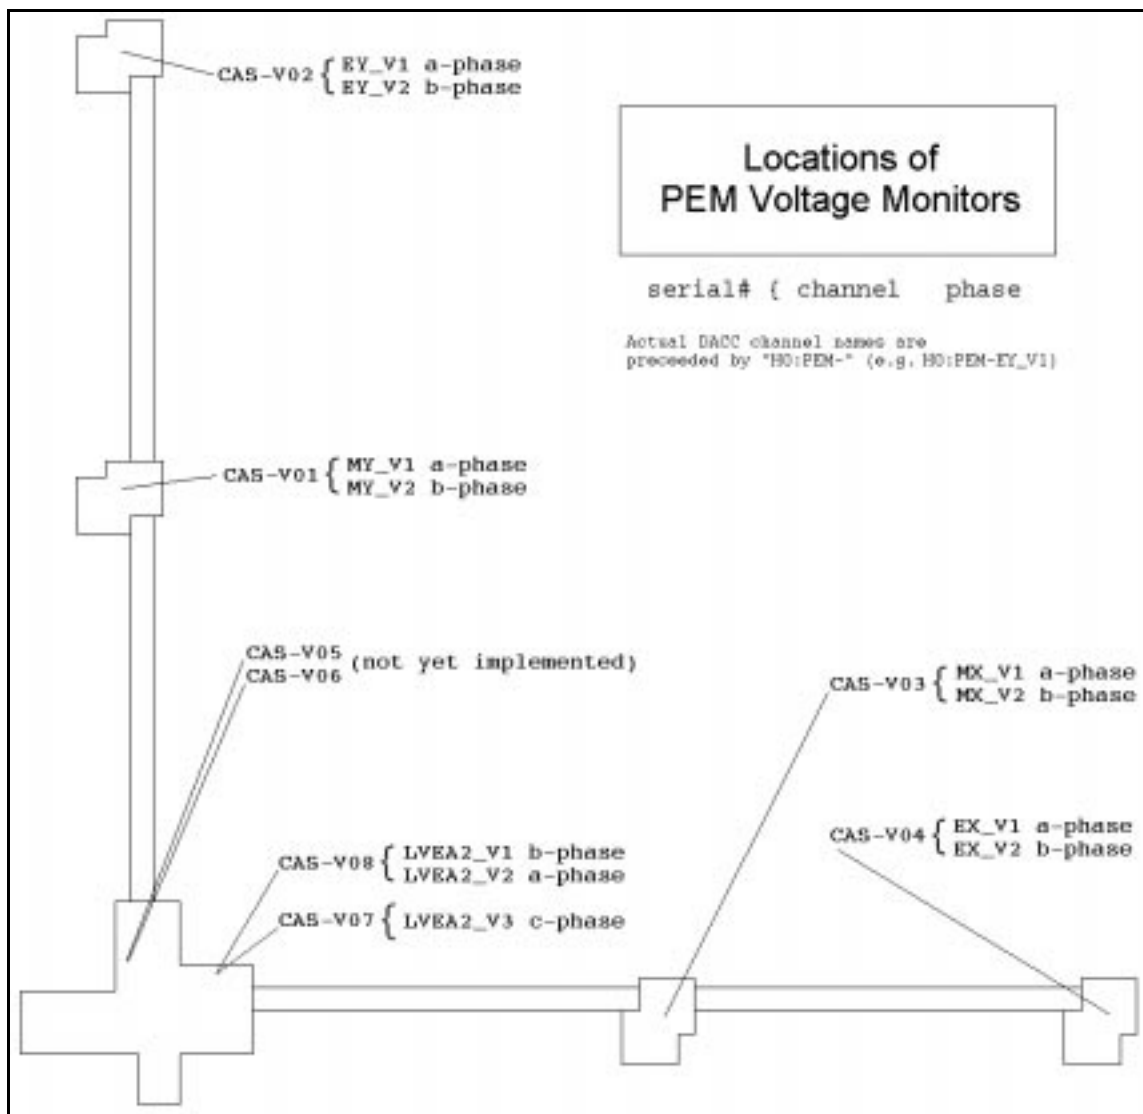 CAS-V02 { EY_V1 a-phase
EY_V2 b-phase
Locations of
PEM Voltage Monitors
serial# { channel phase
Actual DACC channel names are
preceeded by "H0:PEM-" (e.g. H0:PEM-EY_V1)
CAS-V01 { MY_V1 a-phase
MY_V2 b-phase
CAS-V05
CAS-V06
(not yet implemented)
CAS-V03 { MX_V1 a-phase
MX_V2 b-phase
CAS-V04 { EX_V1 a-phase
EX_V2 b-phase
CAS-V08 { LVEA2_V1 b-phase
LVEA2_V2 a-phase
CAS-V07 { LVEA2_V3 c-phase